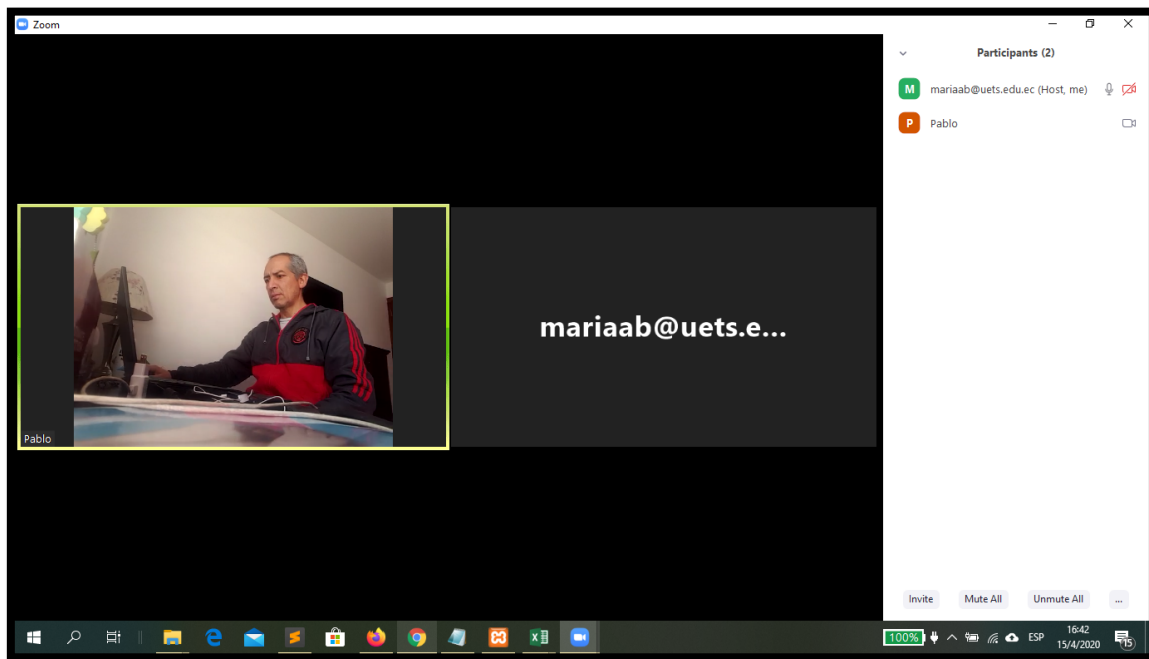 Zoom
Participants (2)
M mariaab@uets.edu.ec (Host, me)
P Pablo
mariaab@uets.e...
Pablo
Invite Mute All Unmute All ...
100% ESP 16:42
15/4/2020 15